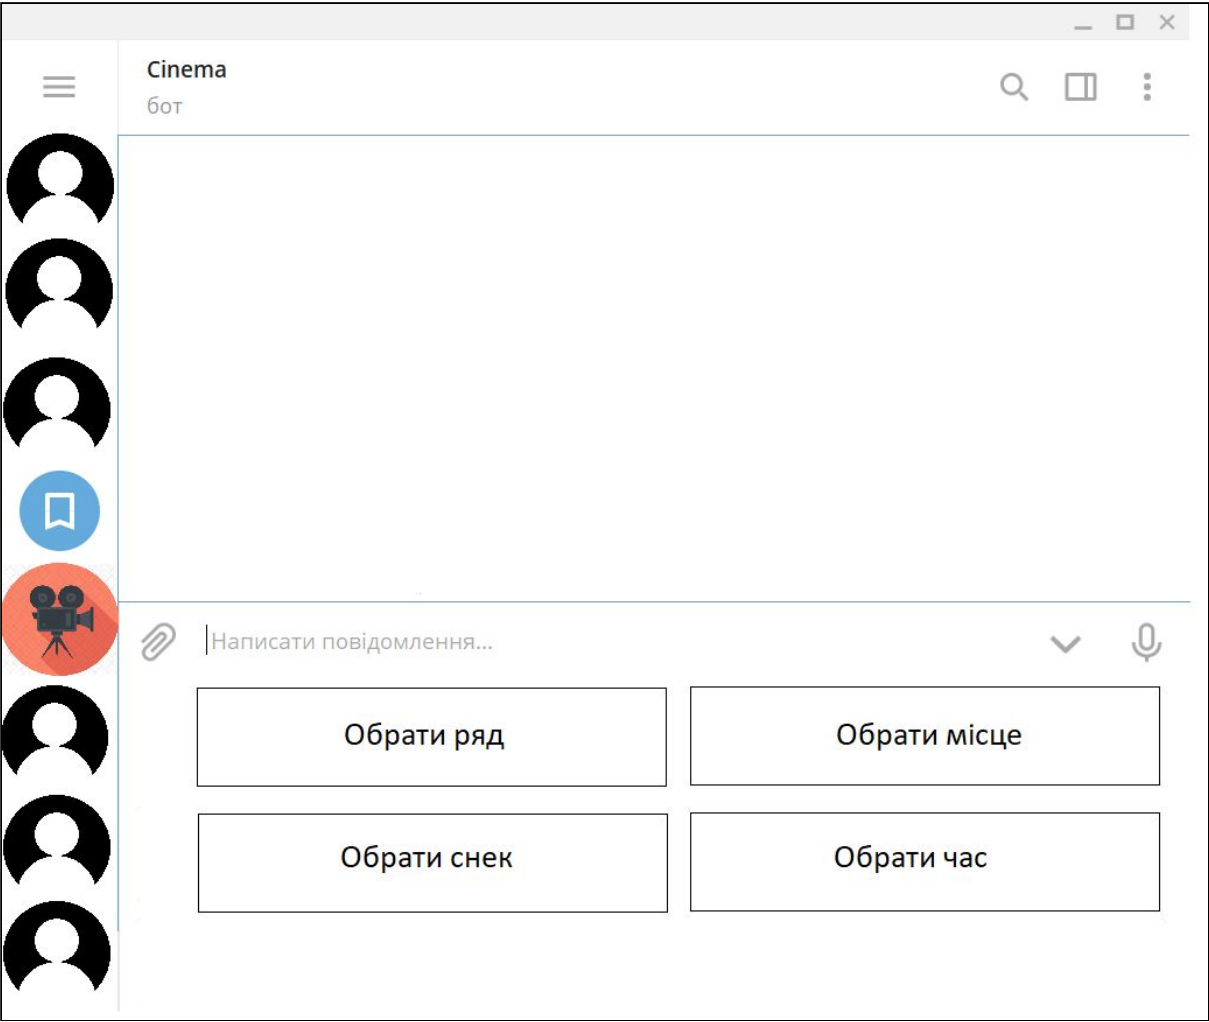 Cinema
бот
Написати повідомлення...
Обрати ряд
Обрати місце
Обрати снек
Обрати час